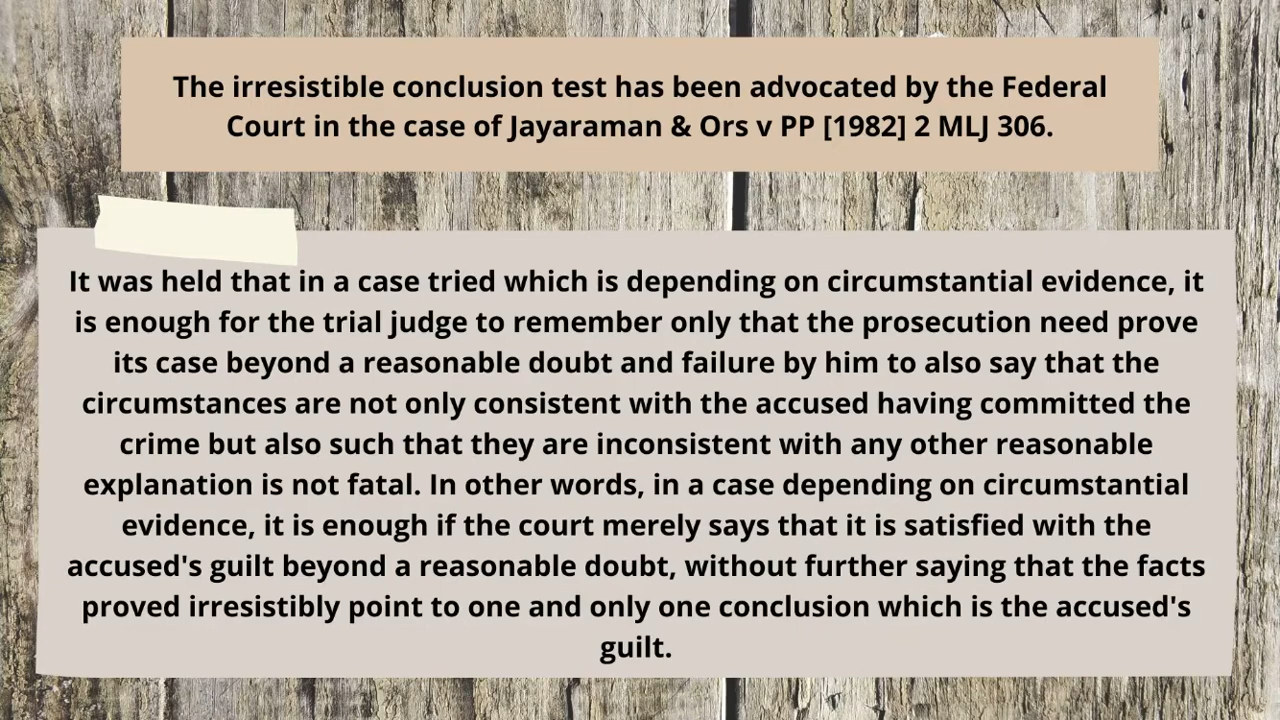 The irresistible conclusion test has been advocated by the Federal
Court in the case of Jayaraman & Ors v PP [1982] 2 MLJ 306.
It was held that in a case tried which is depending on circumstantial evidence, it
is enough for the trial judge to remember only that the prosecution need prove
its case beyond a reasonable doubt and failure by him to also say that the
circumstances are not only consistent with the accused having committed the
crime but also such that they are inconsistent with any other reasonable
explanation is not fatal. In other words, in a case depending on circumstantial
evidence, it is enough if the court merely says that it is satisfied with the
accused's guilt beyond a reasonable doubt, without further saying that the facts
proved irresistibly point to one and only one conclusion which is the accused's
guilt.